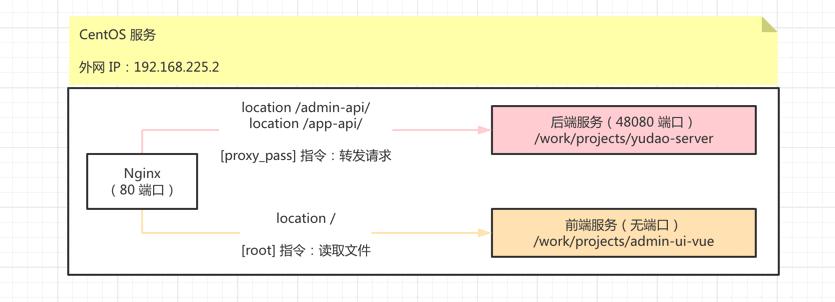 CentOS 服务
外网 IP：192.168.225.2
location /admin-api/
location /app-api/
[proxy_pass] 指令：转发请求
后端服务（48080 端口）
/work/projects/yudao-server
Nginx
（80 端口）
location /
[root] 指令：读取文件
前端服务（无端口）
/work/projects/admin-ui-vue